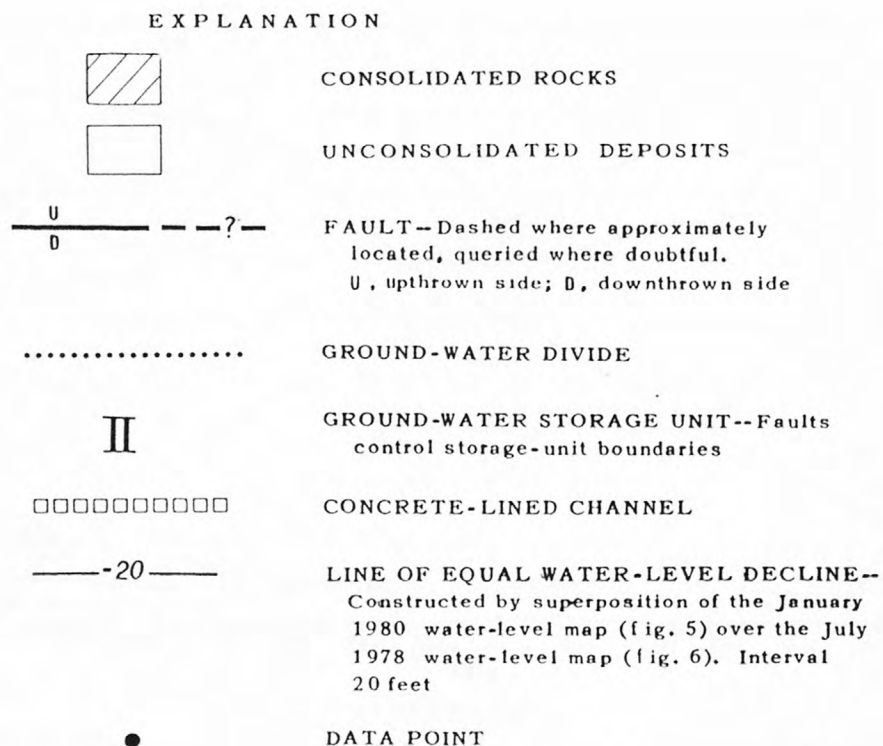 EXPLANATION
CONSOLIDATED ROCKS
UNCONSOLIDATED DEPOSITS
U
D
?
FAULT--Dashed where approximately
located, queried where doubtful.
U, upthrown side; D, downthrown side
GROUND-WATER DIVIDE
II
GROUND-WATER STORAGE UNIT--Faults
control storage-unit boundaries
CONCRETE-LINED CHANNEL
-20
LINE OF EQUAL WATER-LEVEL DECLINE--
Constructed by superposition of the January
1980 water-level map (fig. 5) over the July
1978 water-level map (fig. 6). Interval
20 feet
DATA POINT